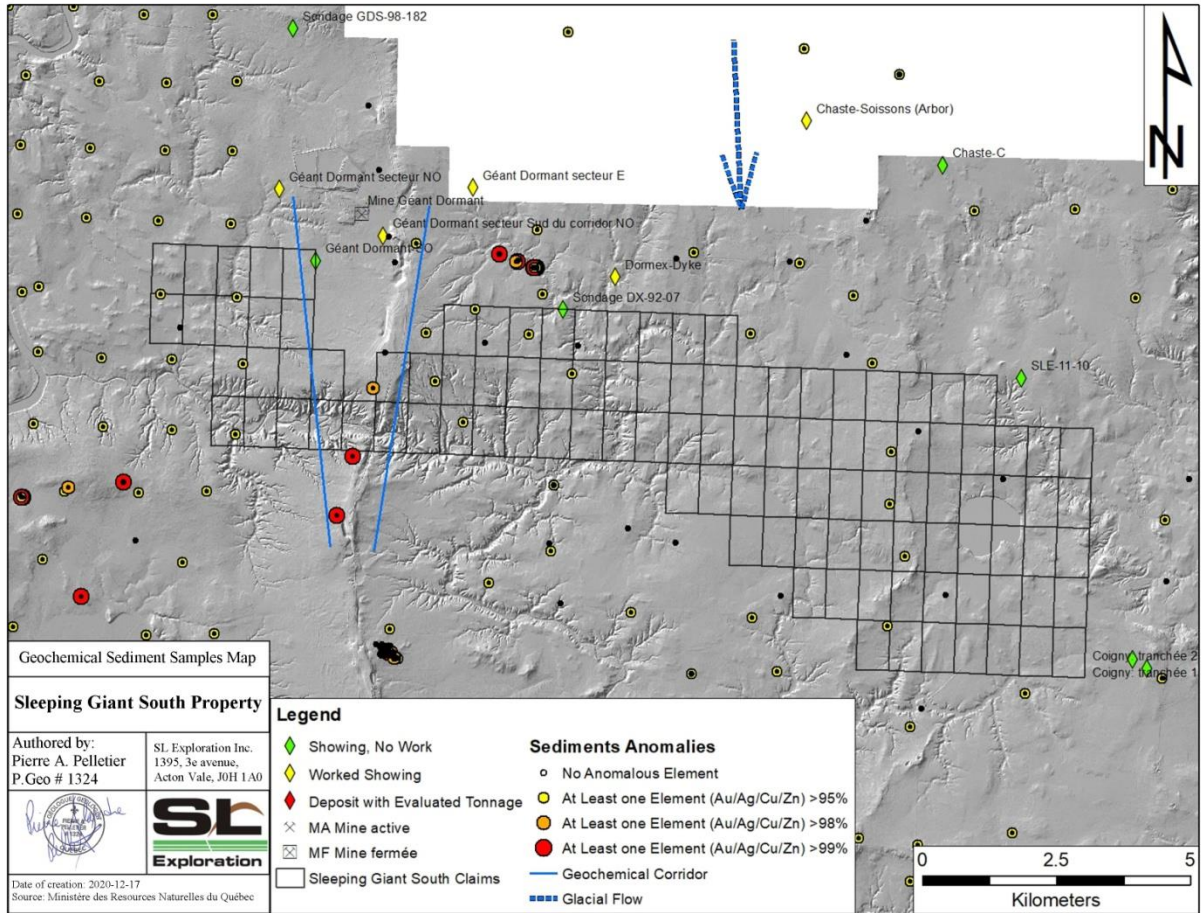 Sondage GDS-98-182
Chaste-Soissons (Arbor)
Chaste-C
N
Géant Dormant secteur NO
Géant Dormant secteur E
Mine Géant Dormant
Géant Dormant secteur Sud du corridor NO
Géant Dormant-SO
Dormex-Dyke
Sondage DX-92-07
SLE-11-10
Coigny: tranchée 2
Coigny: tranchée 1
Geochemical Sediment Samples Map
Sleeping Giant South Property
Authored by:
Pierre A. Pelletier
P.Geo # 1324
SL Exploration Inc.
1395, 3e avenue,
Acton Vale, J0H 1A0
SL
Exploration
Date of creation: 2020-12-17
Source: Ministère des Resources Naturelles du Québec
Legend
Showing, No Work
Worked Showing
Deposit with Evaluated Tonnage
MA Mine active
MF Mine fermée
Sleeping Giant South Claims
Sediments Anomalies
No Anomalous Element
At Least one Element (Au/Ag/Cu/Zn) >95%
At Least one Element (Au/Ag/Cu/Zn) >98%
At Least one Element (Au/Ag/Cu/Zn) >99%
Geochemical Corridor
Glacial Flow
0 2.5 5
Kilometers